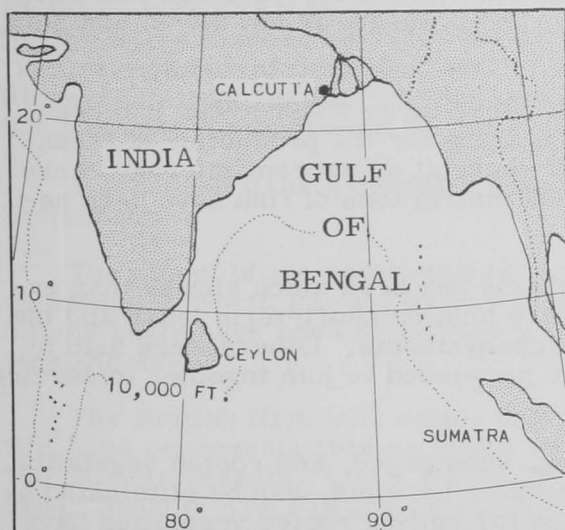 CALCUTTA
20°
INDIA
GULF
OF
BENGAL
10°
CEYLON
10,000 FT.
SUMATRA
0°
80°
90°